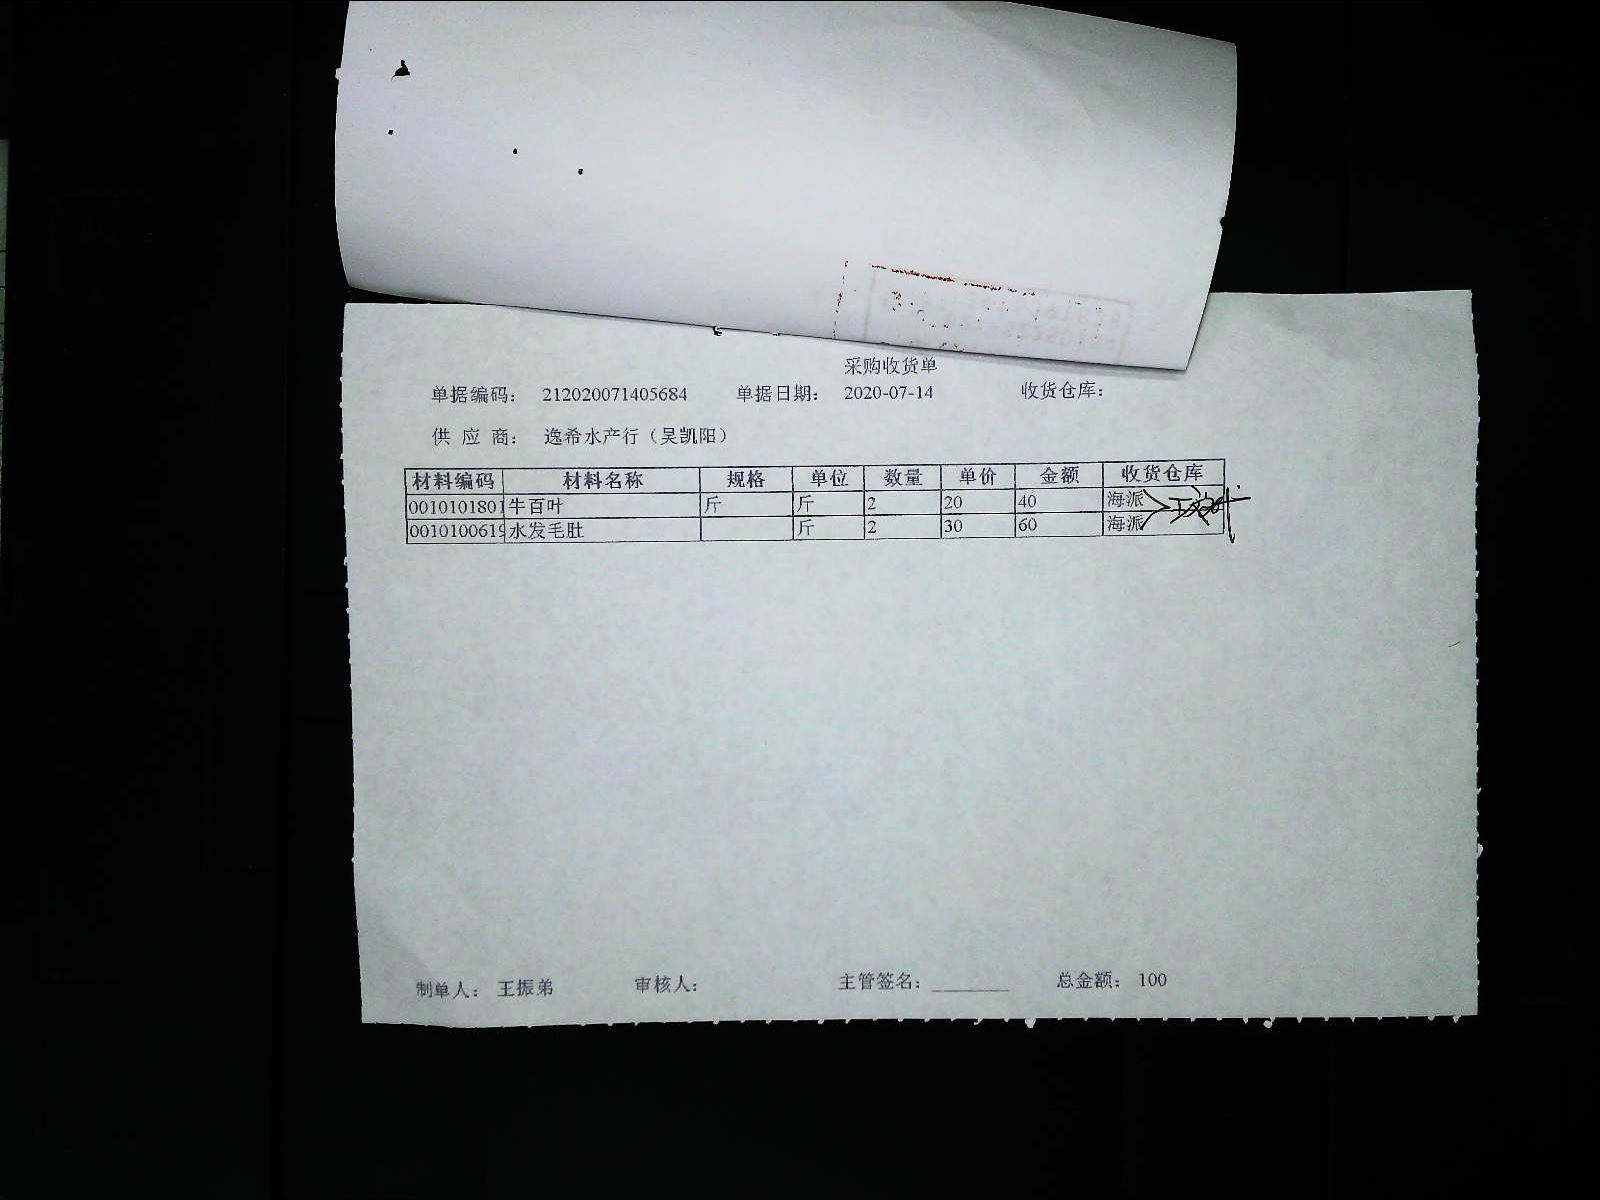 采购收货单
单据编码： 212020071405684 单据日期： 2020-07-14 收货仓库：
供 应 商： 逸希水产行（吴凯阳）
材料编码 材料名称 规格 单位 数量 单价 金额 收货仓库
0010101801 牛百叶 斤 斤 2 20 40 海派
001010061 水发毛肚 斤 2 30 60 海派
制单人： 王振弟 审核人： 主管签名： 总金额： 100